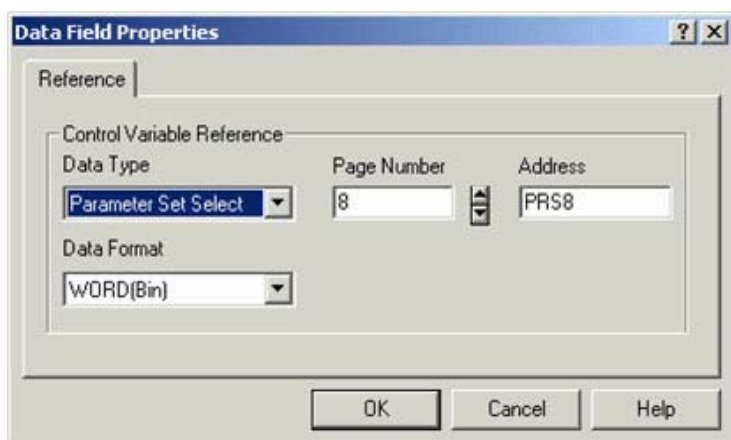 Data Field Properties
Reference
Control Variable Reference
Data Type Page Number Address
Parameter Set Select 8 PRS8
Data Format
WORD(Bin)
OK Cancel Help